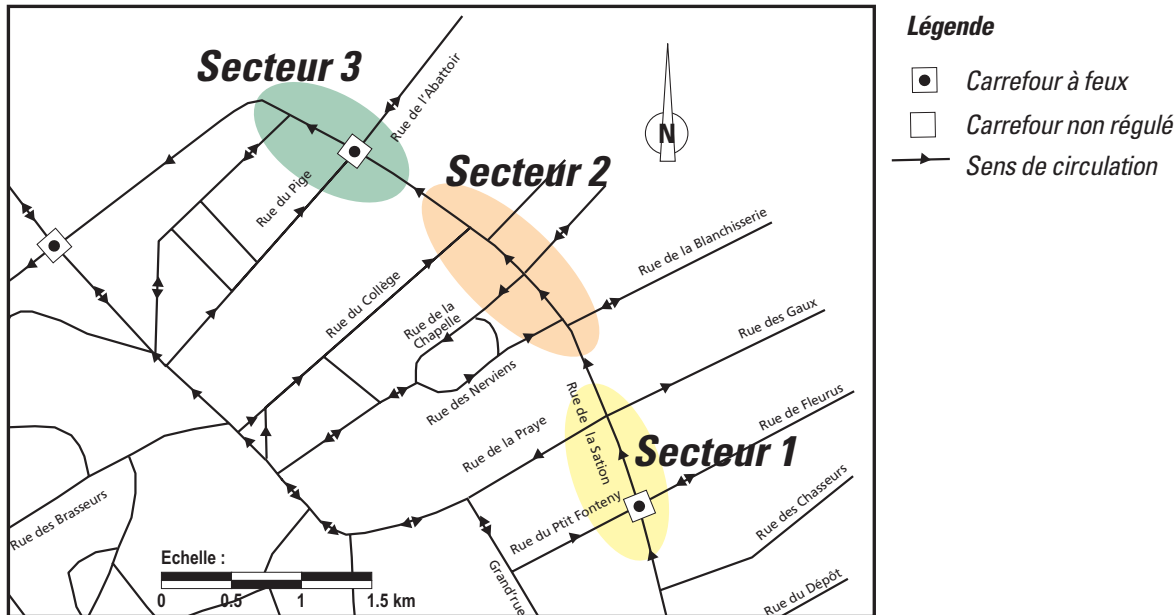 Légende
Carrefour à feux
Carrefour non régulé
Sens de circulation
Secteur 3
Rue de l'Abattoir
N
Secteur 2
Rue du Pige
Rue de la Blanchisserie
Rue du Collège
Rue de la
Chapelle
Rue des Gaux
Rue des Nerviens
Rue de la Sation
Rue de Fleurus
Rue de la Praye
Secteur 1
Rue des Chasseurs
Rue du Ptit Fonteny
Rue des Brasseurs
Grand'rue
Rue du Dépôt
Echelle :
0 0.5 1 1.5 km